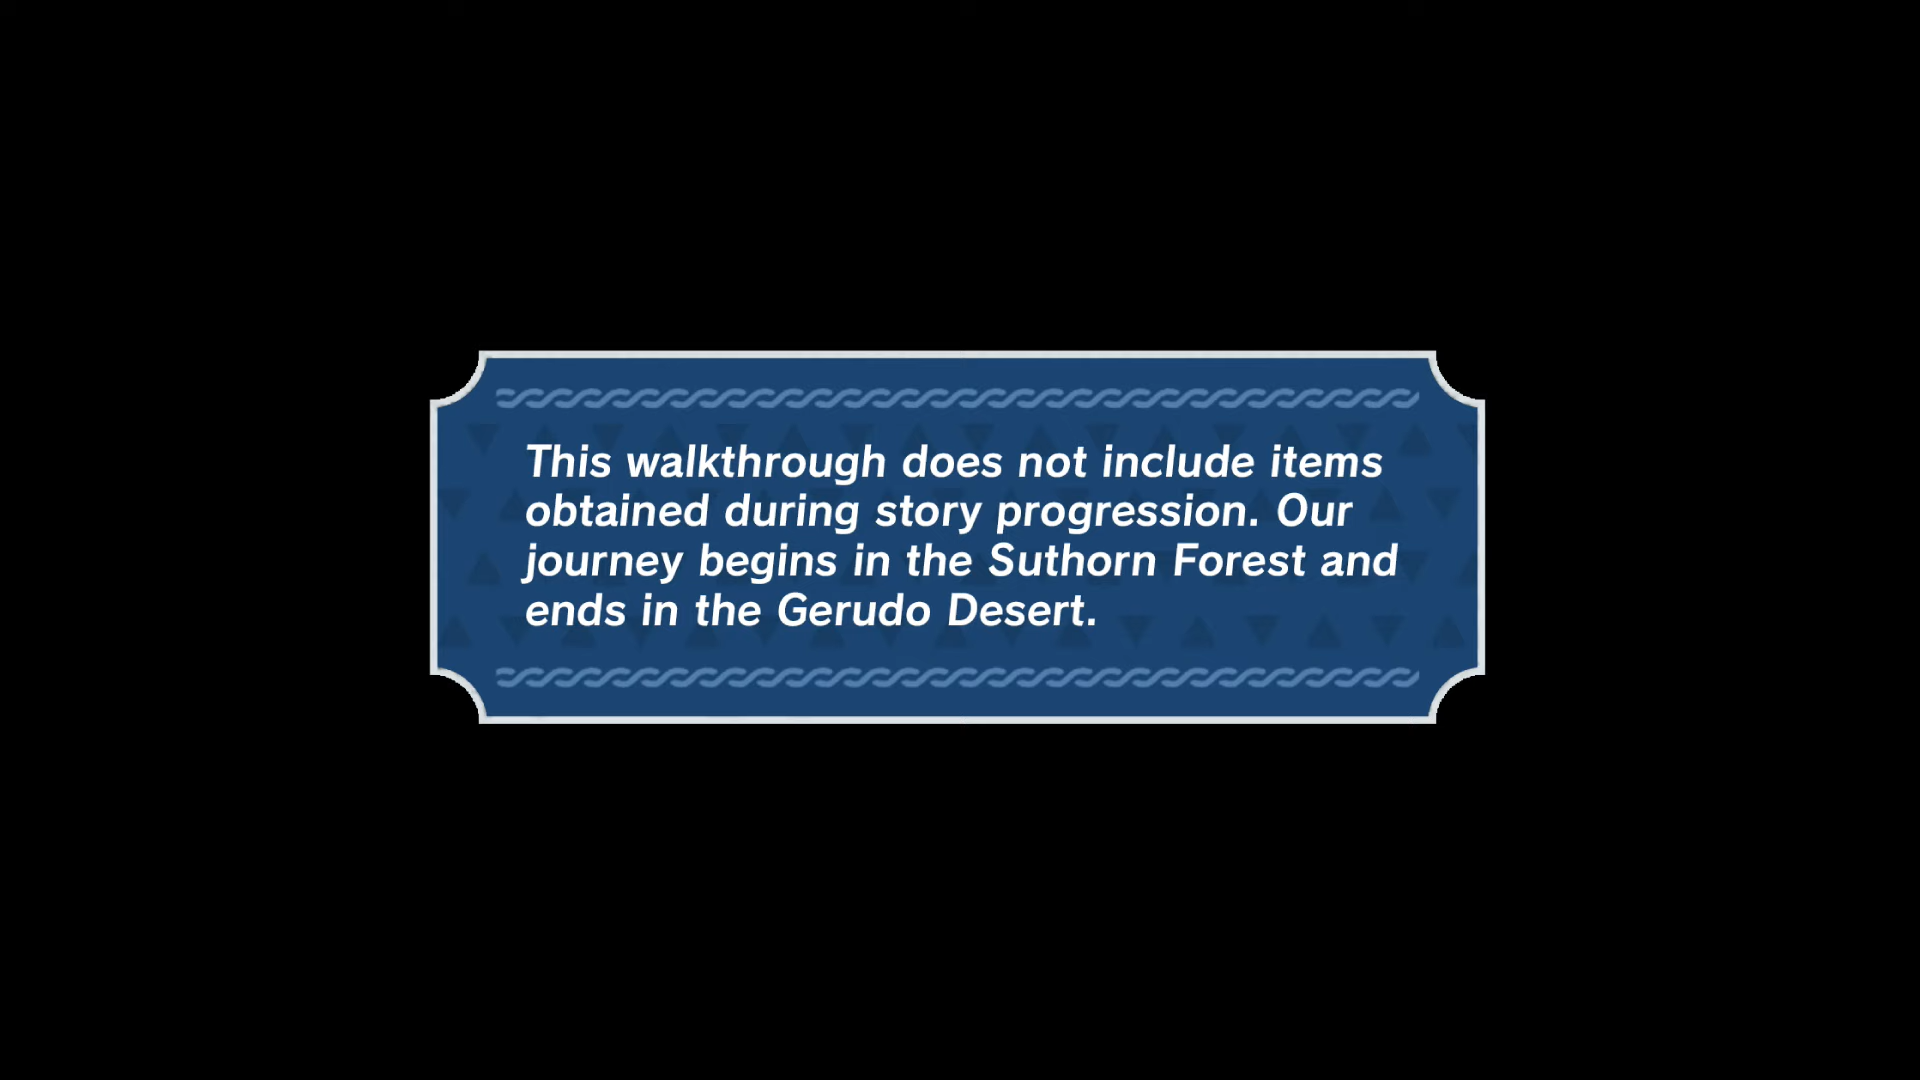 This walkthrough does not include items
obtained during story progression. Our
journey begins in the Suthorn Forest and
ends in the Gerudo Desert.